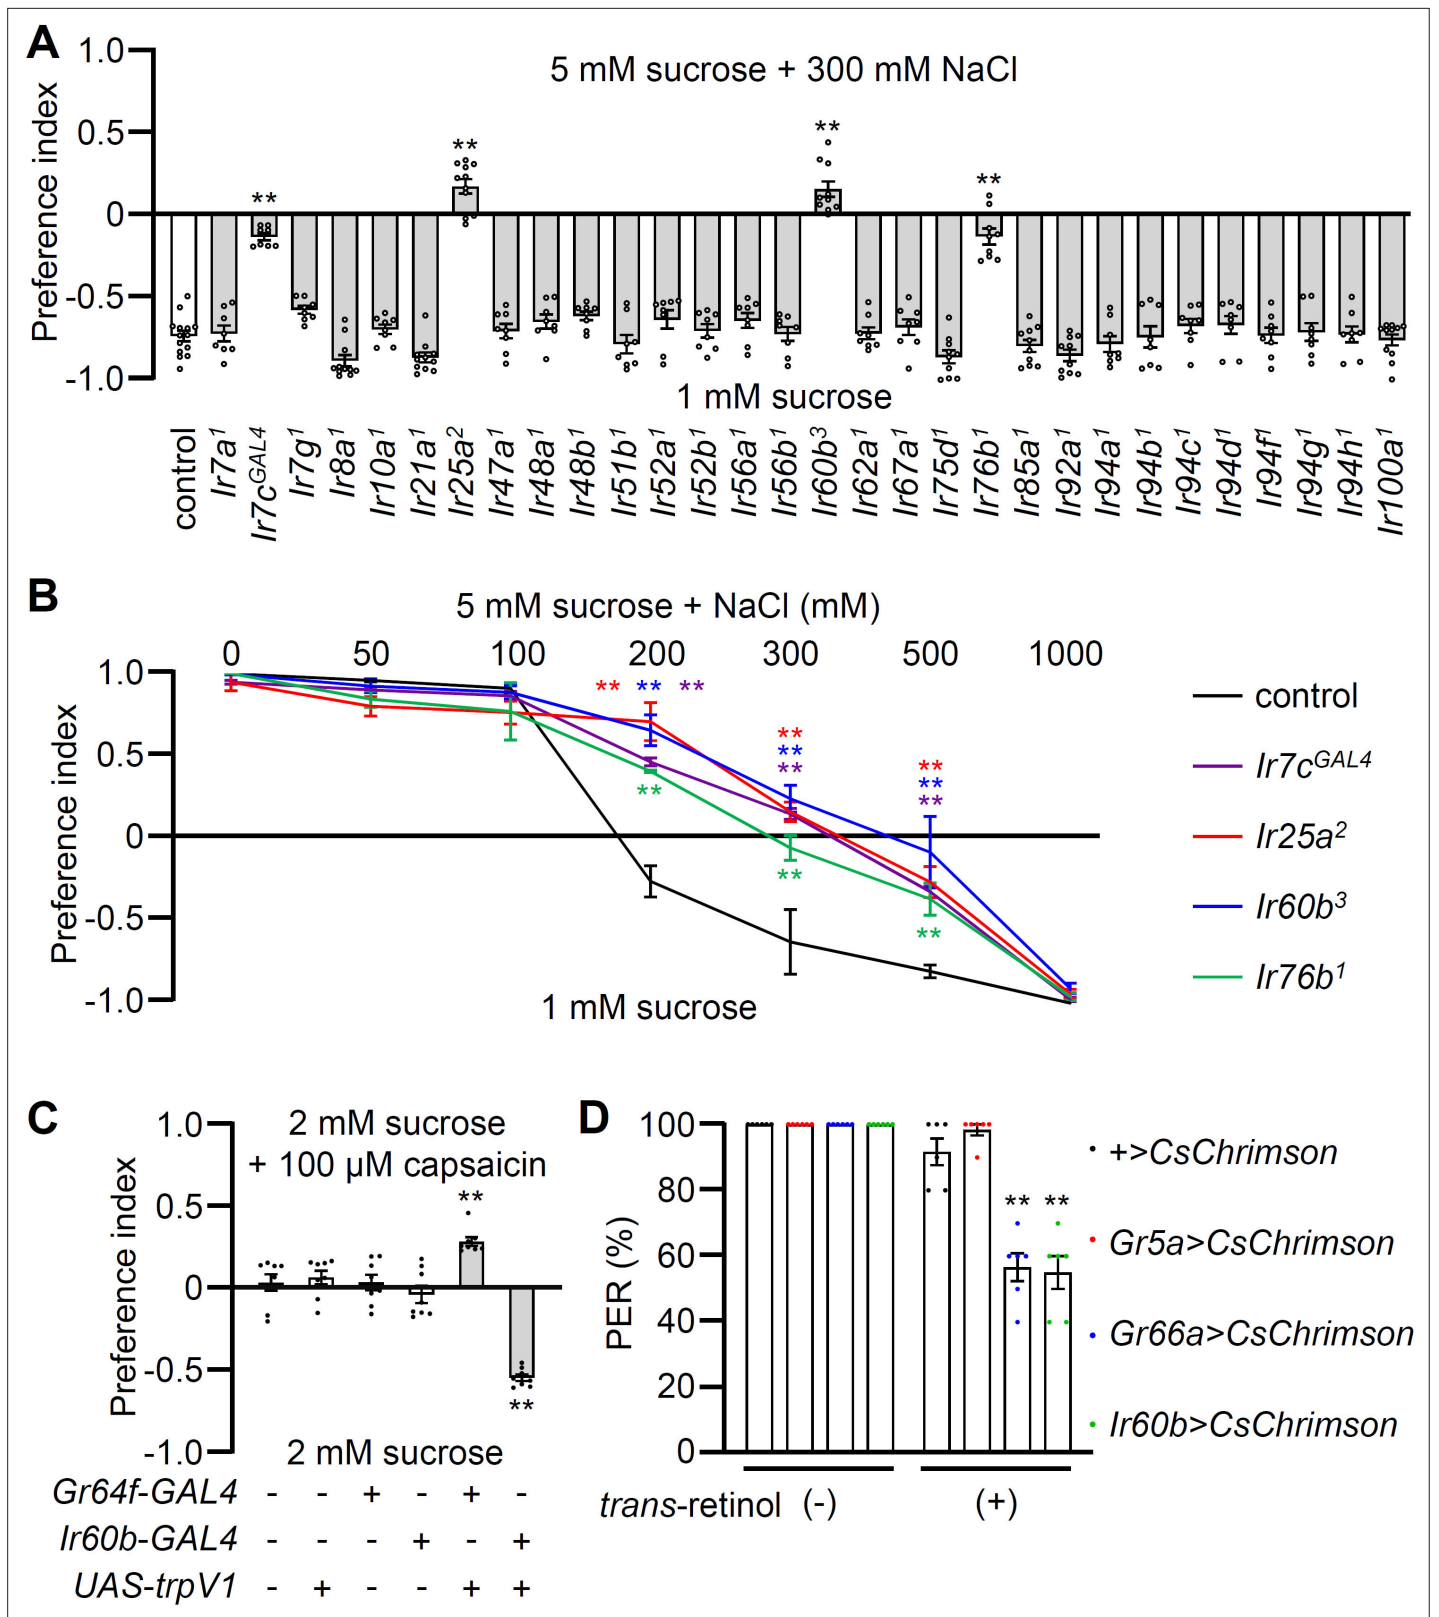 A
1.0
0.5
0
-0.5
-1.0
Preference index
5 mM sucrose + 300 mM NaCl
** ** ** **
1 mM sucrose
control Ir7a¹ Ir7cᴳᴬᴸ⁴ Ir7g¹ Ir8a¹ Ir10a¹ Ir21a¹ Ir25a² Ir47a¹ Ir48a¹ Ir48b¹ Ir51b¹ Ir52a¹ Ir52b¹ Ir56a¹ Ir56b¹ Ir60b³ Ir62a¹ Ir67a¹ Ir75d¹ Ir76b¹ Ir85a¹ Ir92a¹ Ir94a¹ Ir94b¹ Ir94c¹ Ir94d¹ Ir94f¹ Ir94g¹ Ir94h¹ Ir100a¹
B
5 mM sucrose + NaCl (mM)
0 50 100 200 300 500 1000
1.0
0.5
0
-0.5
-1.0
Preference index
** ** **
**
**
**
**
**
**
**
**
**
**
**
1 mM sucrose
control
Ir7cᴳᴬᴸ⁴
Ir25a²
Ir60b³
Ir76b¹
C
1.0
0.5
0
-0.5
-1.0
Preference index
2 mM sucrose
+ 100 µM capsaicin
**
**
2 mM sucrose
Gr64f-GAL4 - - + - + -
Ir60b-GAL4 - - - + - +
UAS-trpV1 - + - - + +
D
100
80
60
40
20
0
PER (%)
** **
trans-retinol (-) (+)
+>CsChrimson
Gr5a>CsChrimson
Gr66a>CsChrimson
Ir60b>CsChrimson